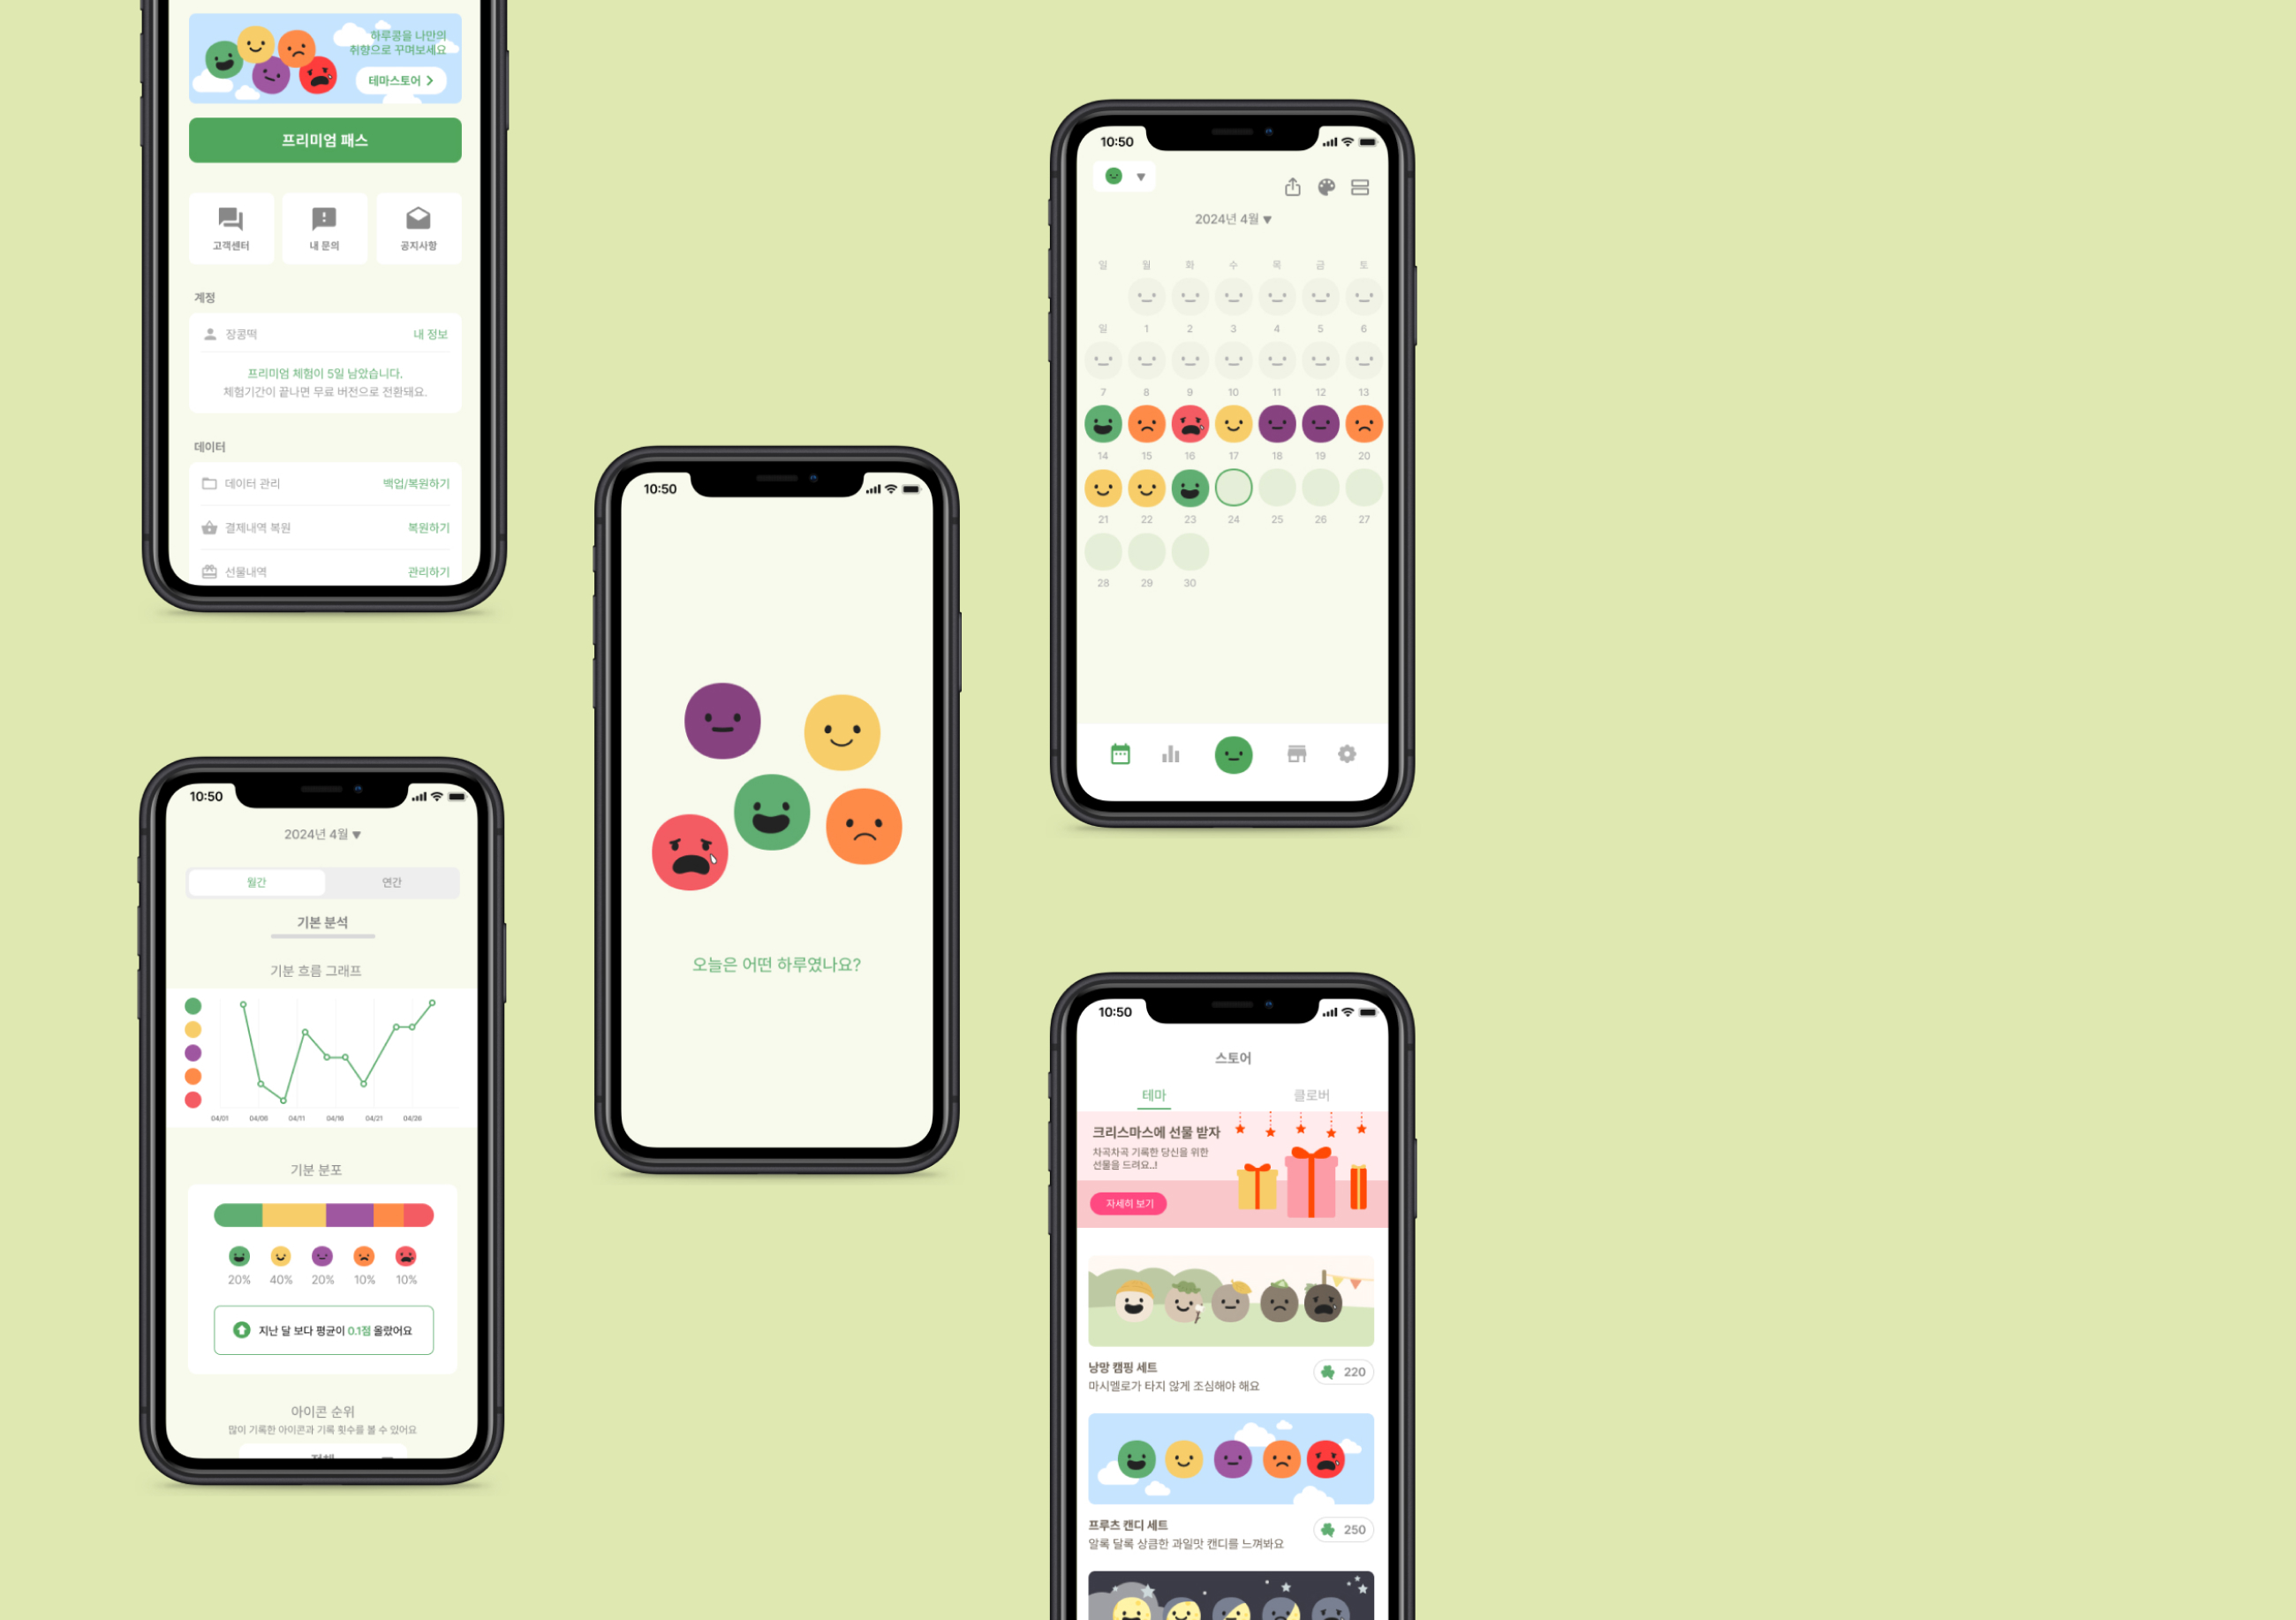 하루콩을 나만의
취향으로 꾸며보세요
테마스토어
프리미엄 패스
고객센터
내 문의
공지사항
계정
장콩떡
내 정보
프리미엄 체험이 5일 남았습니다.
체험기간이 끝나면 무료 버전으로 전환돼요.
데이터
데이터 관리
백업/복원하기
결제내역 복원
복원하기
선물내역
관리하기
10:50
2024년 4월 ▼
월간
연간
기본 분석
기분 흐름 그래프
04/01 04/06 04/11 04/16 04/21 04/26
기분 분포
20% 40% 20% 10% 10%
지난 달 보다 평균이 0.1점 올랐어요
아이콘 순위
많이 기록한 아이콘과 기록 횟수를 볼 수 있어요
10:50
오늘은 어떤 하루였나요?
10:50
2024년 4월 ▼
일 월 화 수 목 금 토
일 1 2 3 4 5 6
7 8 9 10 11 12 13
14 15 16 17 18 19 20
21 22 23 24 25 26 27
28 29 30
10:50
스토어
테마
클로버
크리스마스에 선물 받자
차곡차곡 기록한 당신을 위한
선물을 드려요..!
자세히 보기
낭망 캠핑 세트
220
마시멜로가 타지 않게 조심해야 해요
프루츠 캔디 세트
250
알록 달록 상큼한 과일맛 캔디를 느껴봐요